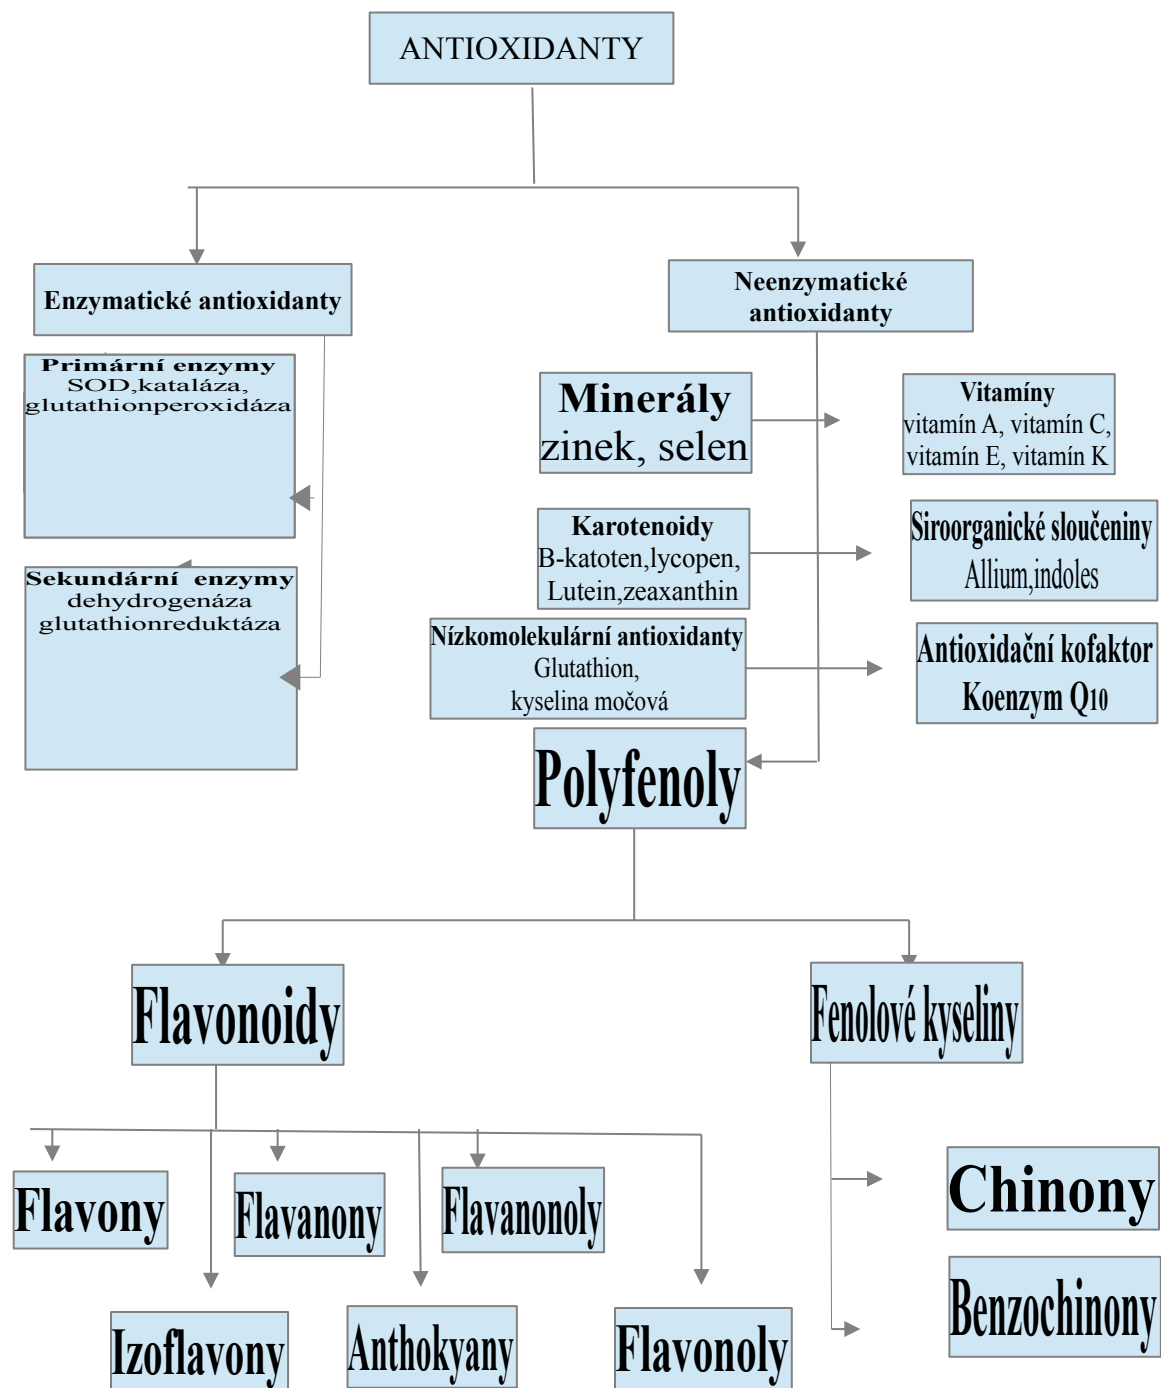 ANTIOXIDANTY
Enzymatické antioxidanty
Neenzymatické
antioxidanty
Primární enzymy
SOD,kataláza,
glutathionperoxidáza
Sekundární enzymy
dehydrogenáza
glutathionreduktáza
Minerály
zinek, selen
Vitamíny
vitamín A, vitamín C,
vitamín E, vitamín K
Karotenoidy
B-katoten,lycopen,
Lutein,zeaxanthin
Siroorganické sloučeniny
Allium,indoles
Nízkomolekulární antioxidanty
Glutathion,
kyselina močová
Antioxidační kofaktor
Koenzym Q10
Polyfenoly
Flavonoidy
Fenolové kyseliny
Flavony
Flavanony
Flavanonoly
Izoflavony
Anthokyany
Flavonoly
Chinony
Benzochinony